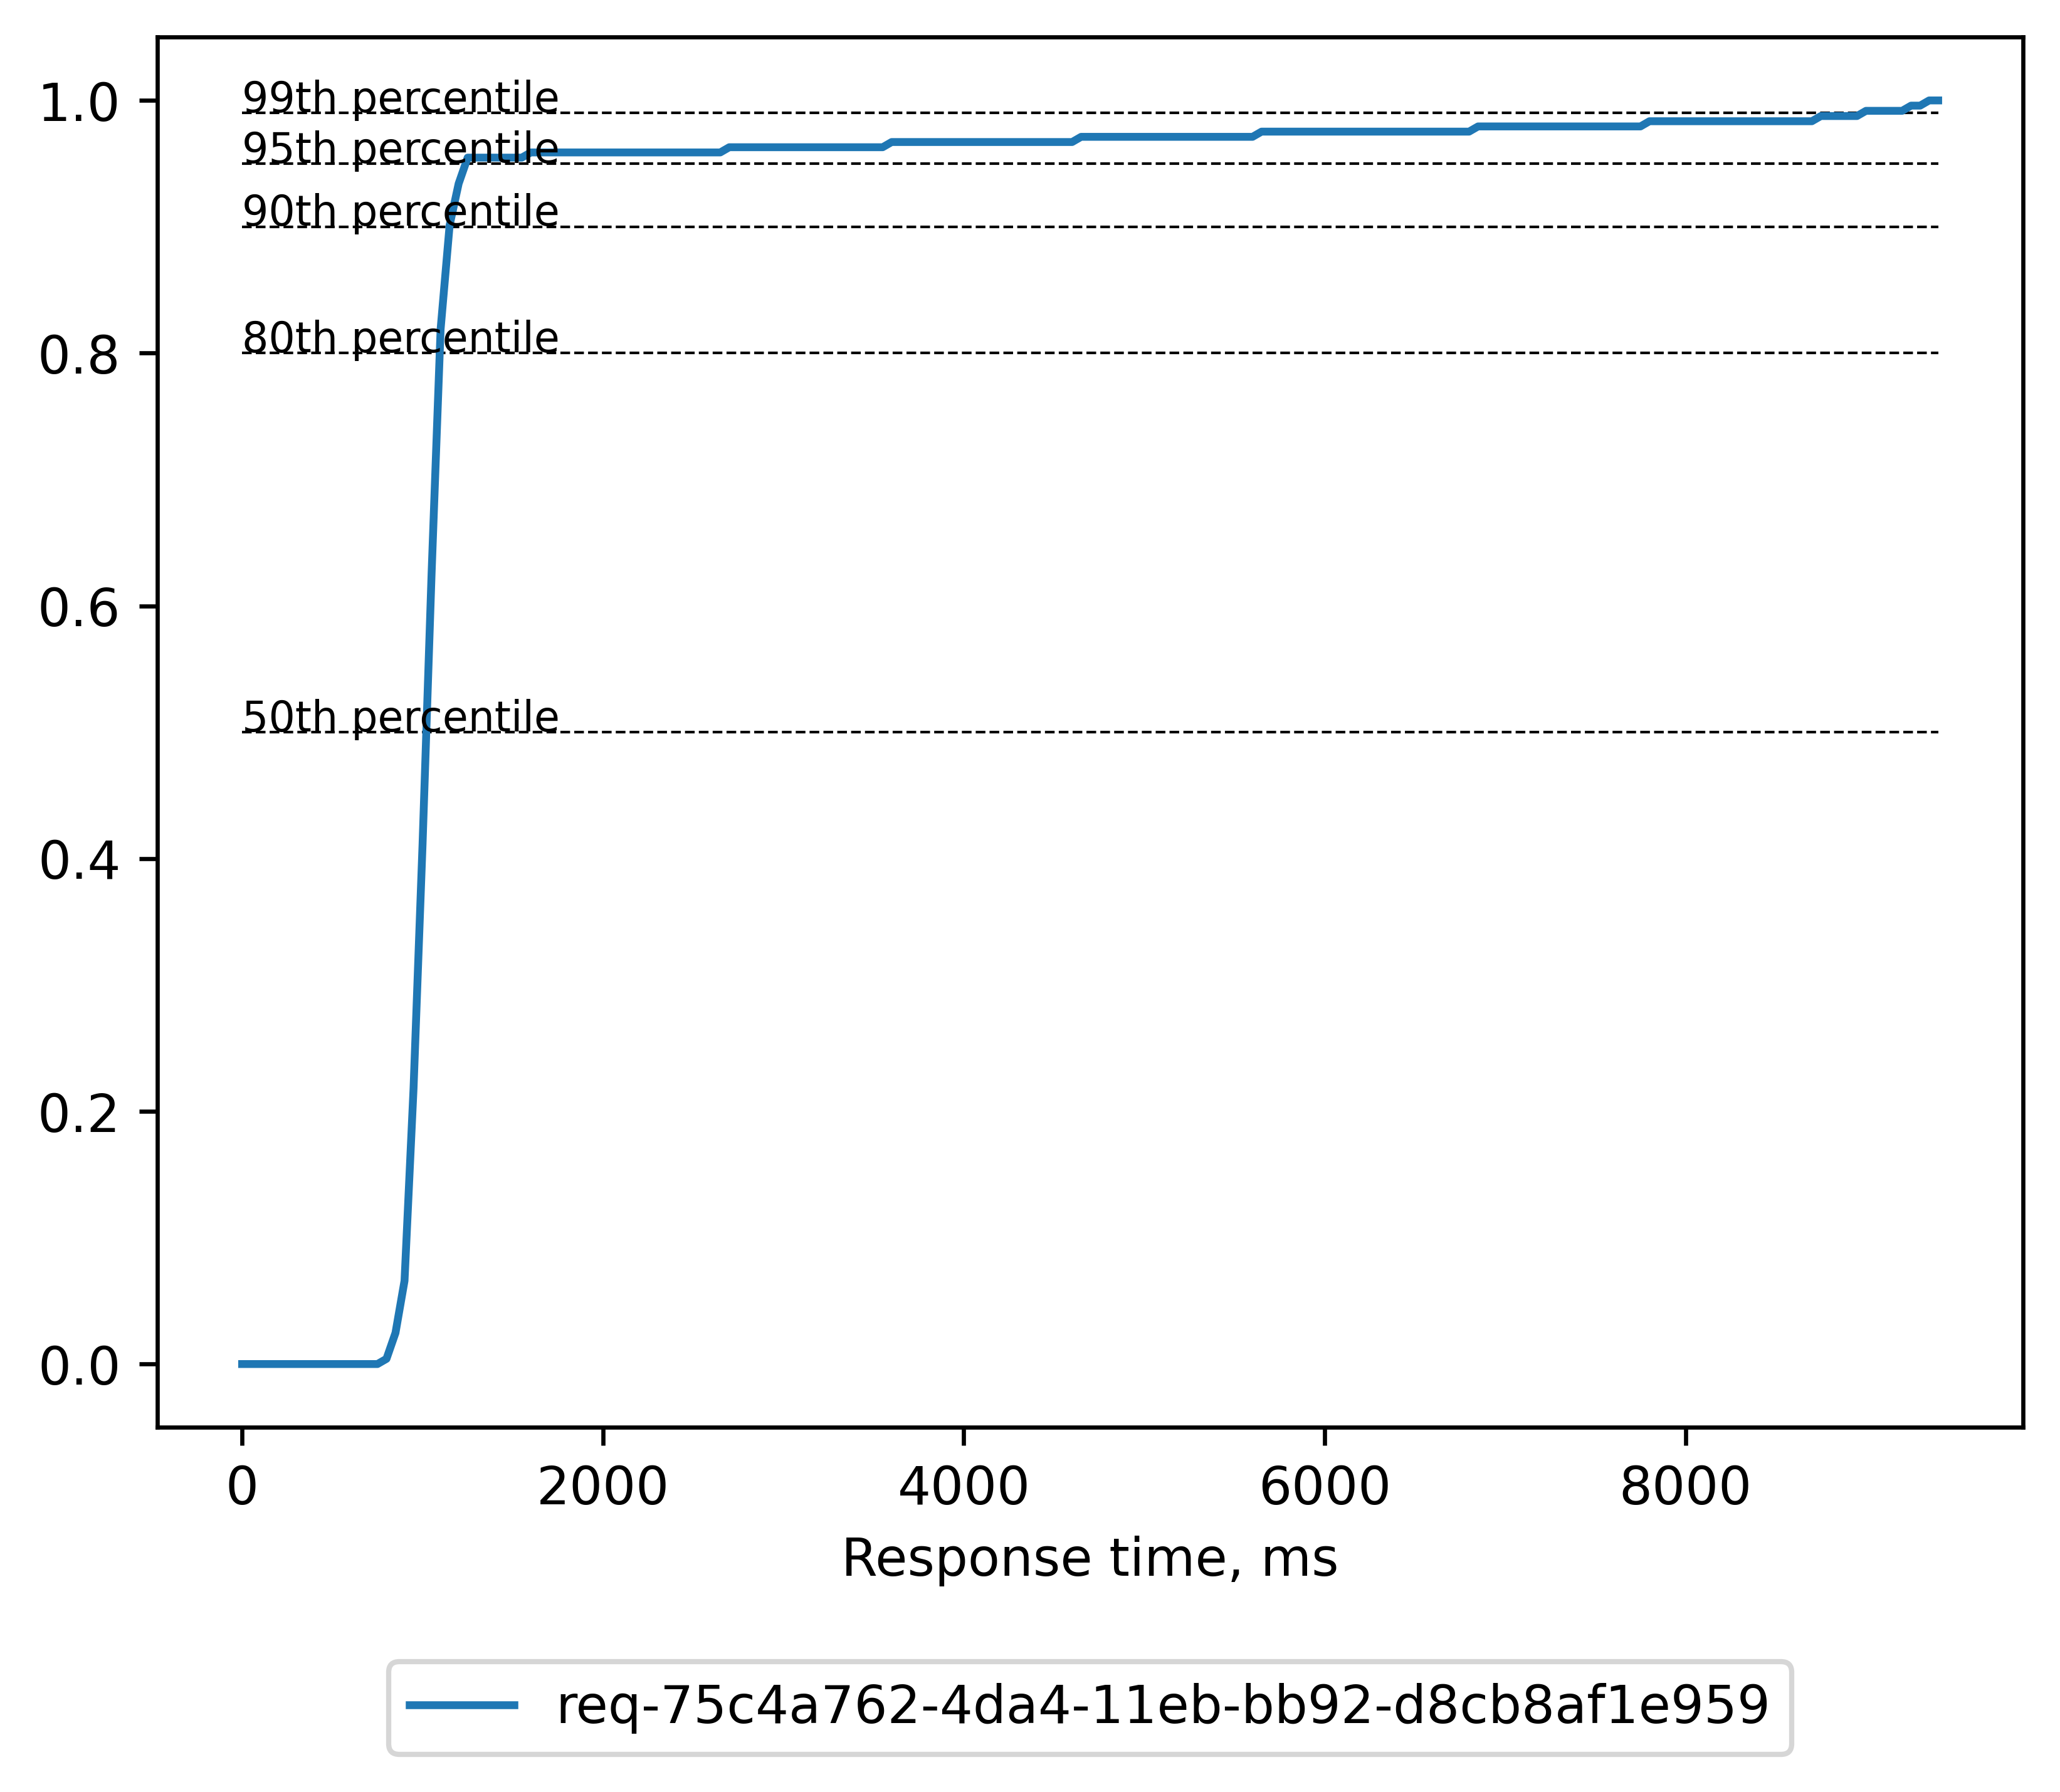 1.0
99th percentile
95th percentile
90th percentile
0.8
80th percentile
0.6
50th percentile
0.4
0.2
0.0
0 2000 4000 6000 8000
Response time, ms
req-75c4a762-4da4-11eb-bb92-d8cb8af1e959